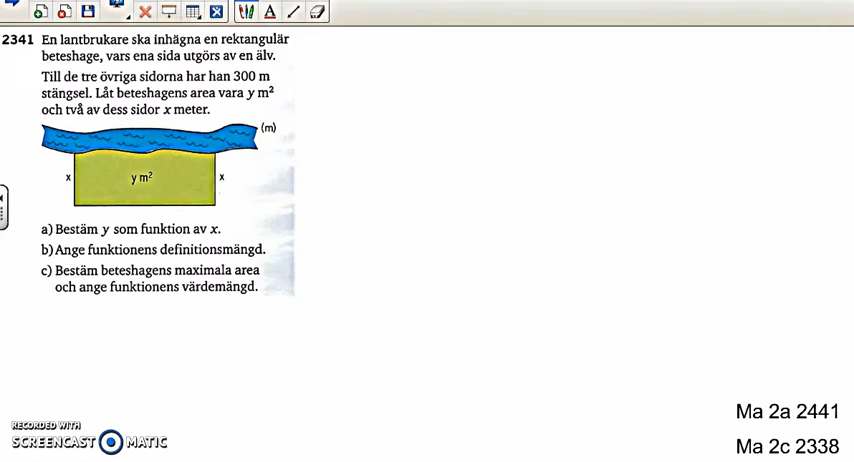 2341 En lantbrukare ska inhägna en rektangulär
beteshage, vars ena sida utgörs av en älv.
Till de tre övriga sidorna har han 300 m
stängsel. Låt beteshagens area vara y m²
och två av dess sidor x meter.
(m)
x y m² x
a) Bestäm y som funktion av x.
b) Ange funktionens definitionsmängd.
c) Bestäm beteshagens maximala area
och ange funktionens värdemängd.
Ma 2a 2441
Ma 2c 2338
RECORDED WITH
SCREENCAST MATIC